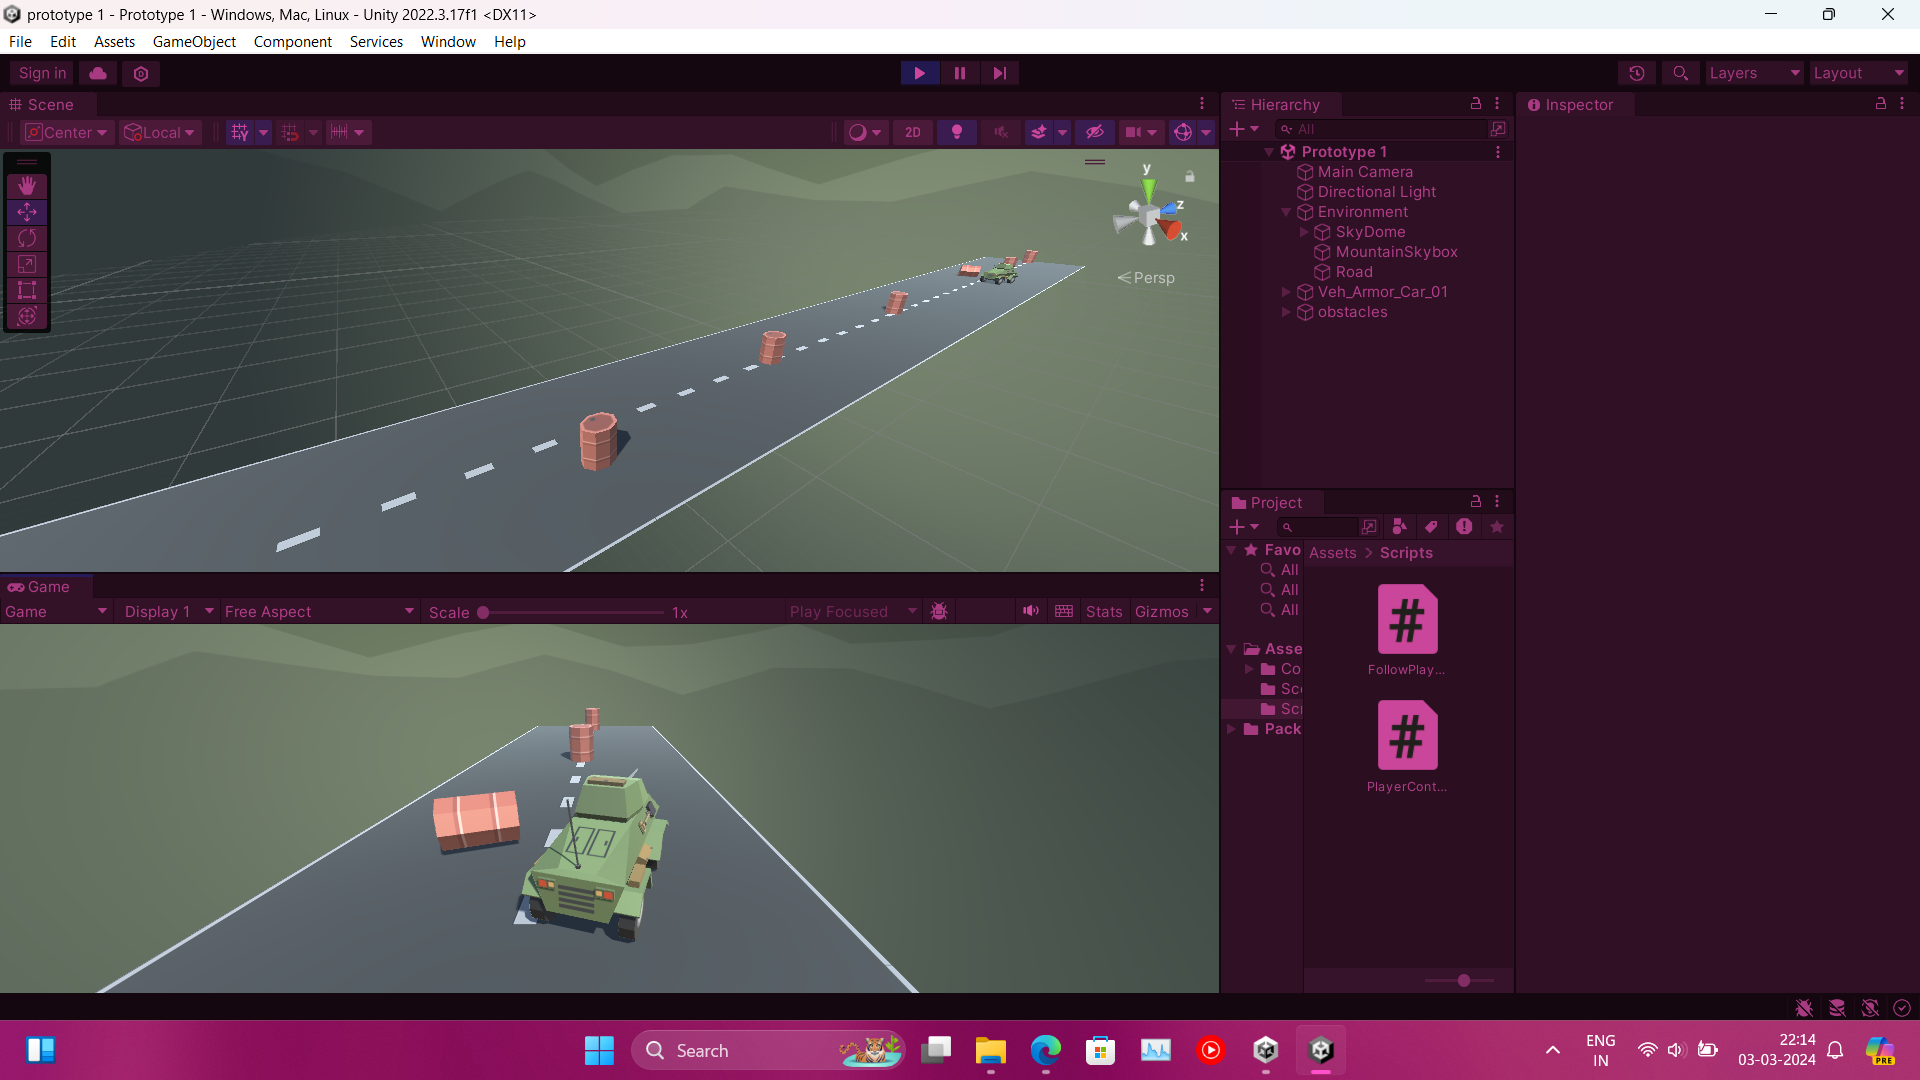 prototype 1 - Prototype 1 - Windows, Mac, Linux - Unity 2022.3.17f1 <DX11>
File Edit Assets GameObject Component Services Window Help
Sign in
Layers Layout
Scene
Center Local
2D
y
z
x
Persp
Hierarchy
All
Prototype 1
Main Camera
Directional Light
Environment
SkyDome
MountainSkybox
Road
Veh_Armor_Car_01
obstacles
Inspector
Project
Favo
All
All
All
Asse
Co
Sc
Scr
Pack
Assets > Scripts
FollowPlay...
PlayerCont...
Game
Game Display 1 Free Aspect Scale 1x Play Focused Stats Gizmos
Search
ENG
IN
22:14
03-03-2024
PRE